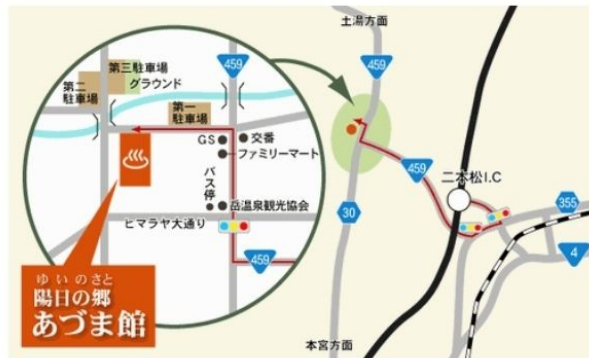 土湯方面
459
459
第三駐車場
グラウンド
第二
駐車場
第一
駐車場
GS
交番
ファミリーマート
バス停
岳温泉観光協会
ヒマラヤ大通り
459
459
二本松I.C
355
30
4
ゆいのさと
陽日の郷
あづま館
本宮方面